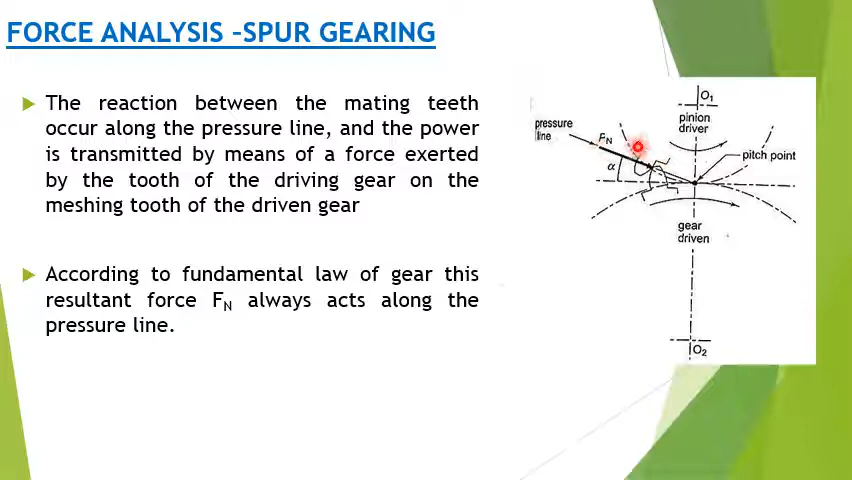 FORCE ANALYSIS –SPUR GEARING
The reaction between the mating teeth
occur along the pressure line, and the power
is transmitted by means of a force exerted
by the tooth of the driving gear on the
meshing tooth of the driven gear
According to fundamental law of gear this
resultant force FN always acts along the
pressure line.
O1
pinion
driver
pressure
line
FN
α
pitch point
gear
driven
O2